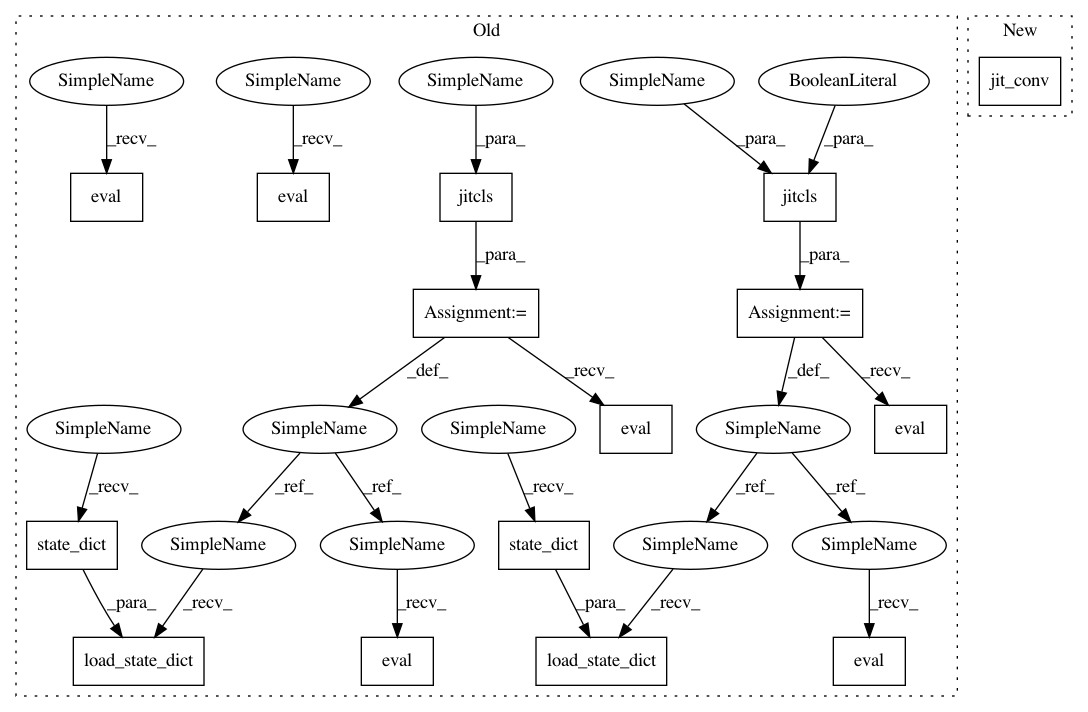 Old
New
SimpleName
SimpleName
SimpleName
SimpleName
BooleanLiteral
jit_conv
_recv_
_recv_
_para_
_para_
_para_
eval
eval
jitcls
jitcls
_para_
_para_
Assignment:=
Assignment:=
_def_
_recv_
_def_
_recv_
SimpleName
SimpleName
SimpleName
eval
SimpleName
eval
_recv_
_ref_
_ref_
_recv_
_ref_
_ref_
state_dict
SimpleName
SimpleName
state_dict
SimpleName
SimpleName
_para_
_recv_
_recv_
_para_
_recv_
_recv_
load_state_dict
eval
load_state_dict
eval